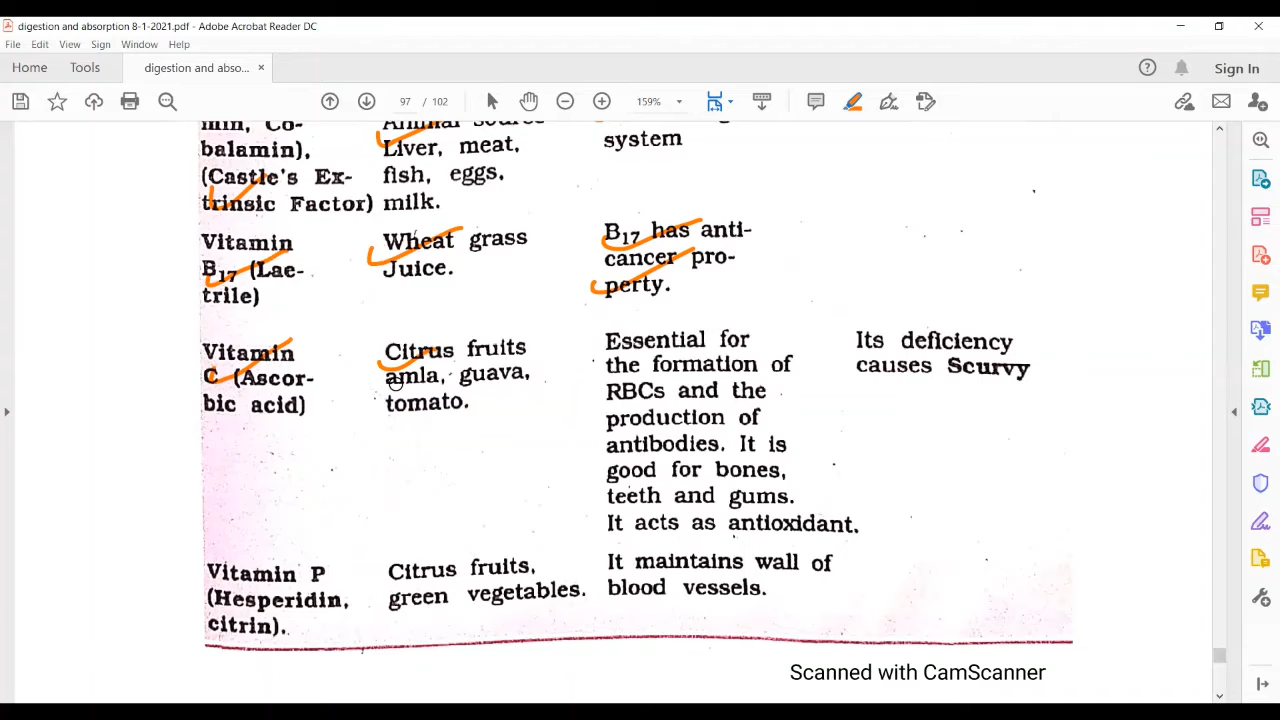 digestion and absorption 8-1-2021.pdf - Adobe Acrobat Reader DC
File Edit View Sign Window Help
Home Tools digestion and abso... × Sign In
97 / 102 159%
min, Co-
balamin),
(Castle's Ex-
trinsic Factor)
Animal source
Liver, meat,
fish, eggs,
milk.
system
Vitamin
B17 (Lae-
trile)
Wheat grass
Juice.
B17 has anti-
cancer pro-
perty.
Vitamin
C (Ascor-
bic acid)
Citrus fruits
amla, guava,
tomato.
Essential for
the formation of
RBCs and the
production of
antibodies. It is
good for bones,
teeth and gums.
It acts as antioxidant.
Its deficiency
causes Scurvy
Vitamin P
(Hesperidin,
citrin).
Citrus fruits,
green vegetables.
It maintains wall of
blood vessels.
Scanned with CamScanner